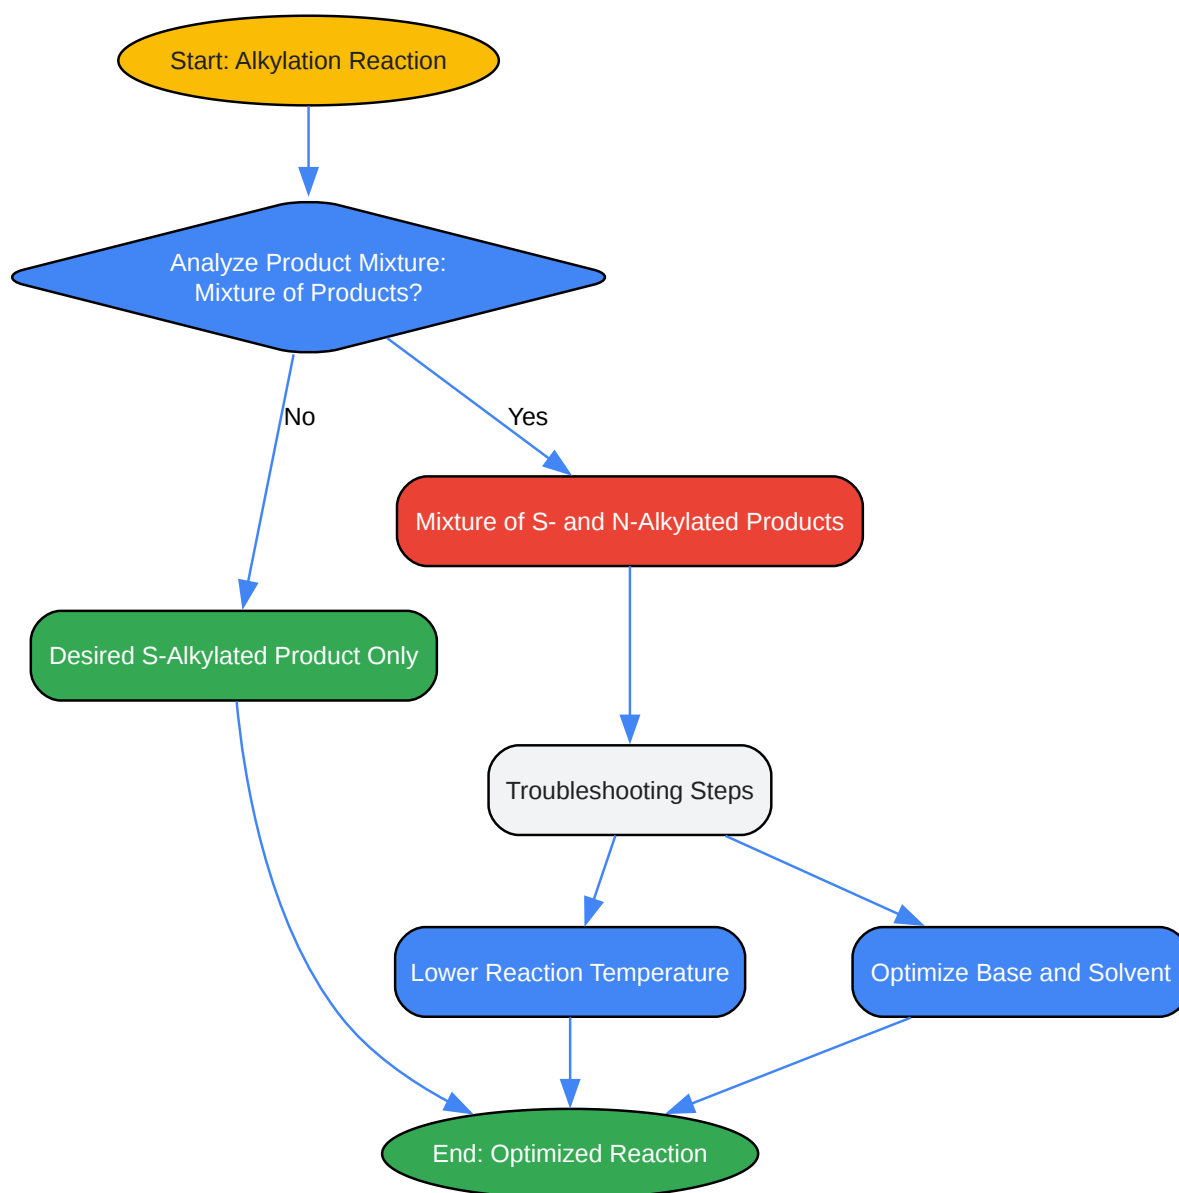 Start: Alkylation Reaction
Analyze Product Mixture:
Mixture of Products?
No
Yes
Mixture of S- and N-Alkylated Products
Desired S-Alkylated Product Only
Troubleshooting Steps
Lower Reaction Temperature
Optimize Base and Solvent
End: Optimized Reaction